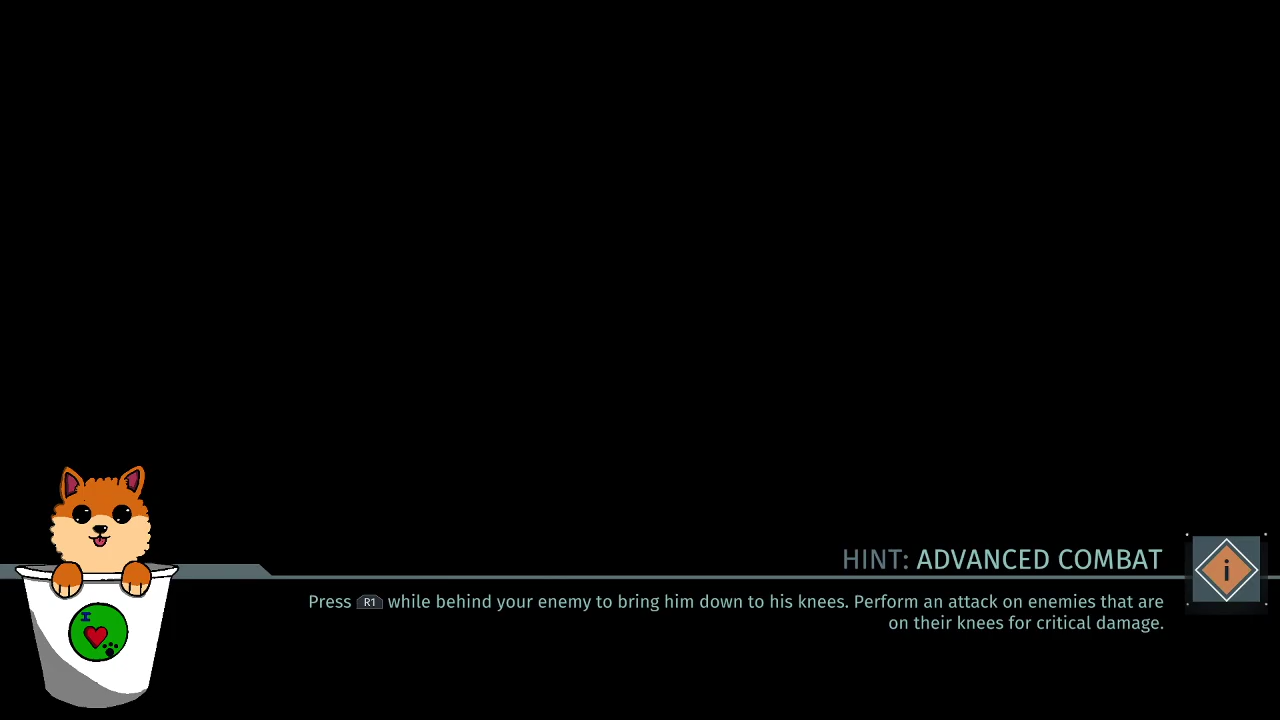 HINT: ADVANCED COMBAT
Press R1 while behind your enemy to bring him down to his knees. Perform an attack on enemies that are
on their knees for critical damage.
i
I